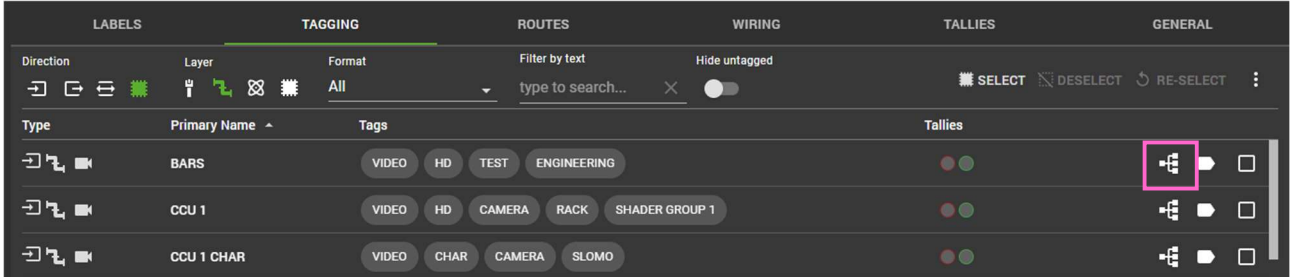 LABELS TAGGING ROUTES WIRING TALLIES GENERAL
Direction Layer Format Filter by text Hide untagged
All type to search... SELECT DESELECT RE-SELECT
Type Primary Name Tags Tallies
BARS VIDEO HD TEST ENGINEERING
CCU 1 VIDEO HD CAMERA RACK SHADER GROUP 1
CCU 1 CHAR VIDEO CHAR CAMERA SLOMO